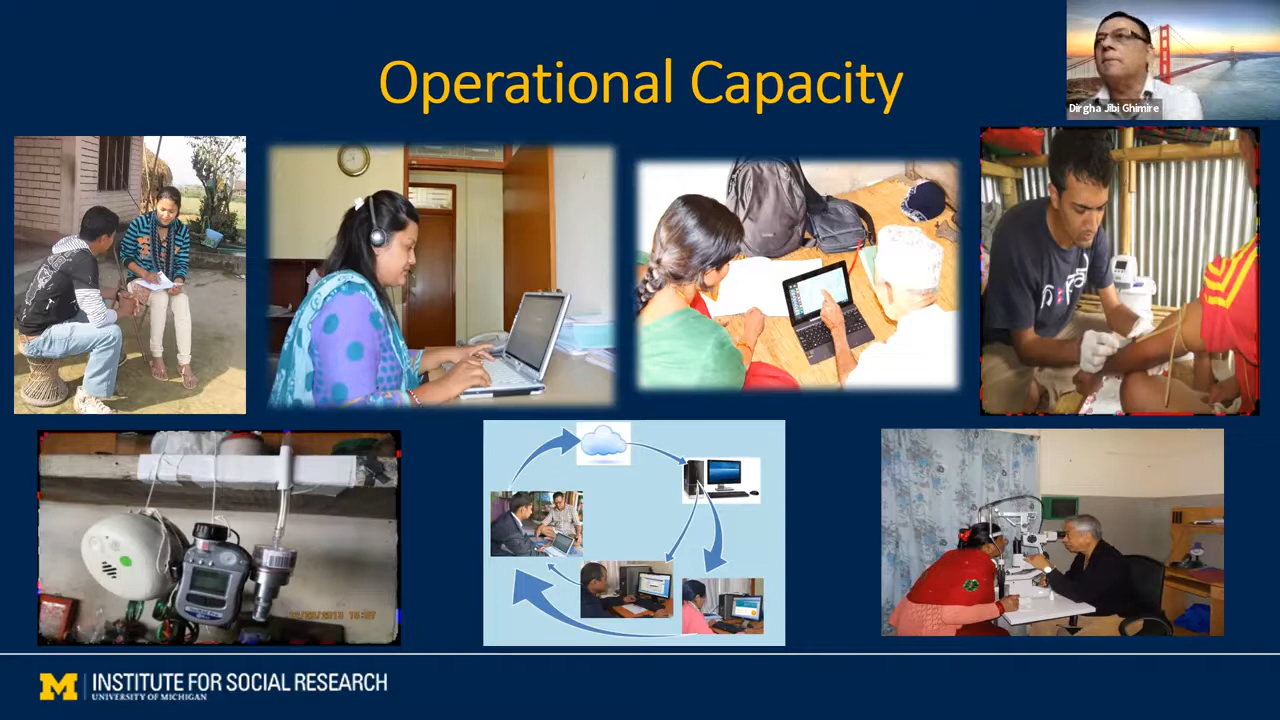 Operational Capacity
Dirgha Jibi Ghimire
M
INSTITUTE FOR SOCIAL RESEARCH
UNIVERSITY OF MICHIGAN